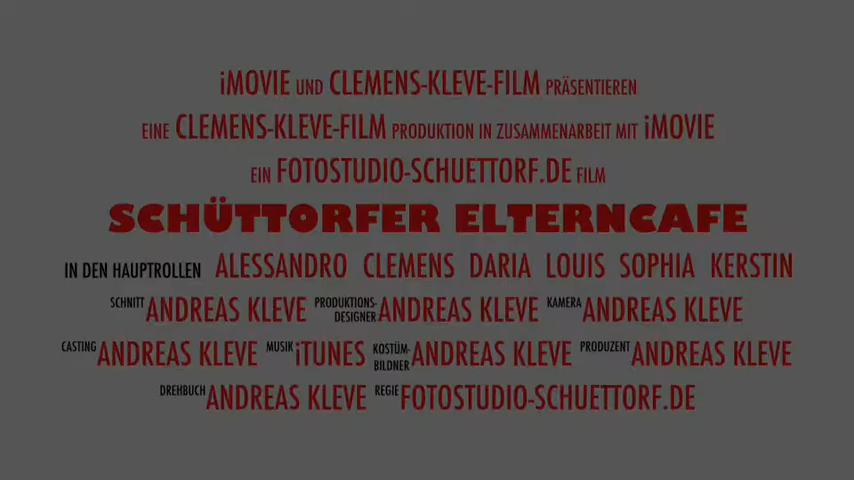 iMOVIE UND CLEMENS-KLEVE-FILM PRÄSENTIEREN
EINE CLEMENS-KLEVE-FILM PRODUKTION IN ZUSAMMENARBEIT MIT iMOVIE
EIN FOTOSTUDIO-SCHUETTORF.DE FILM
SCHÜTTORFER ELTERNCAFE
IN DEN HAUPTROLLEN ALESSANDRO CLEMENS DARIA LOUIS SOPHIA KERSTIN
SCHNITT ANDREAS KLEVE PRODUKTIONS-DESIGNER ANDREAS KLEVE KAMERA ANDREAS KLEVE
CASTING ANDREAS KLEVE MUSIK iTUNES KOSTÜM-BILDNER ANDREAS KLEVE PRODUZENT ANDREAS KLEVE
DREHBUCH ANDREAS KLEVE REGIE FOTOSTUDIO-SCHUETTORF.DE